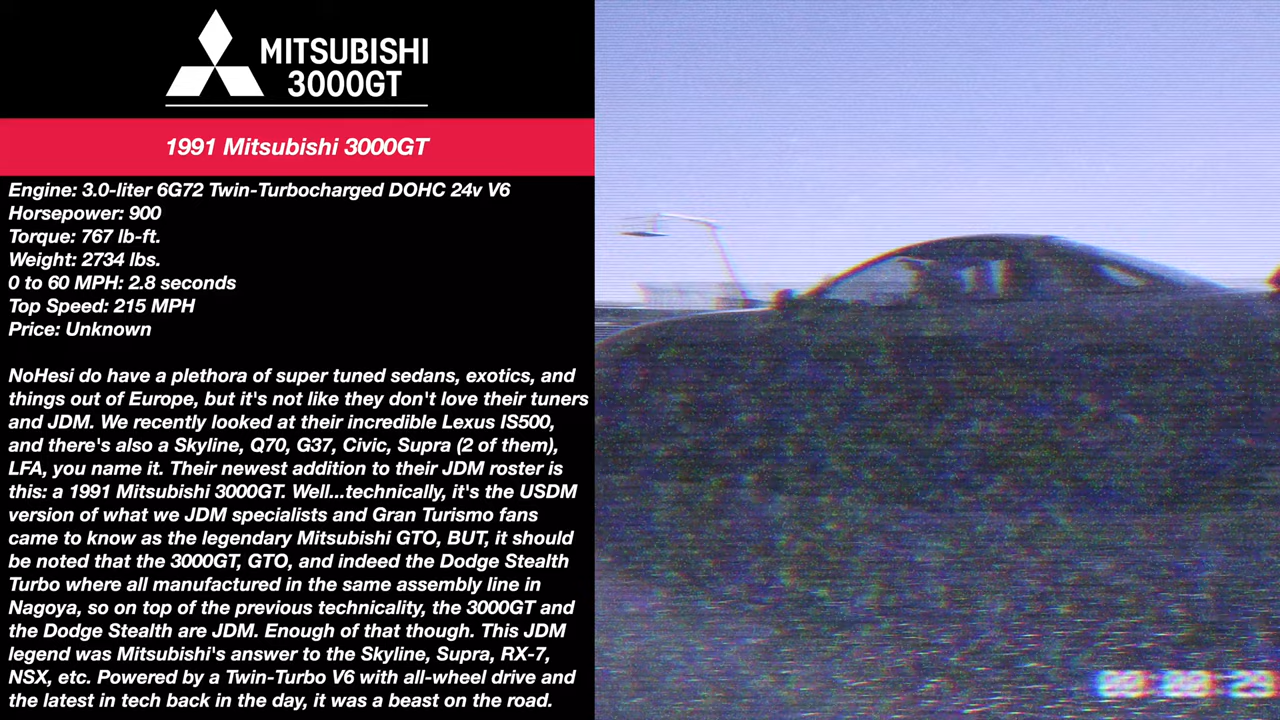 MITSUBISHI
3000GT
1991 Mitsubishi 3000GT
Engine: 3.0-liter 6G72 Twin-Turbocharged DOHC 24v V6
Horsepower: 900
Torque: 767 lb-ft.
Weight: 2734 lbs.
0 to 60 MPH: 2.8 seconds
Top Speed: 215 MPH
Price: Unknown
NoHesi do have a plethora of super tuned sedans, exotics, and
things out of Europe, but it's not like they don't love their tuners
and JDM. We recently looked at their incredible Lexus IS500,
and there's also a Skyline, Q70, G37, Civic, Supra (2 of them),
LFA, you name it. Their newest addition to their JDM roster is
this: a 1991 Mitsubishi 3000GT. Well...technically, it's the USDM
version of what we JDM specialists and Gran Turismo fans
came to know as the legendary Mitsubishi GTO, BUT, it should
be noted that the 3000GT, GTO, and indeed the Dodge Stealth
Turbo where all manufactured in the same assembly line in
Nagoya, so on top of the previous technicality, the 3000GT and
the Dodge Stealth are JDM. Enough of that though. This JDM
legend was Mitsubishi's answer to the Skyline, Supra, RX-7,
NSX, etc. Powered by a Twin-Turbo V6 with all-wheel drive and
the latest in tech back in the day, it was a beast on the road.